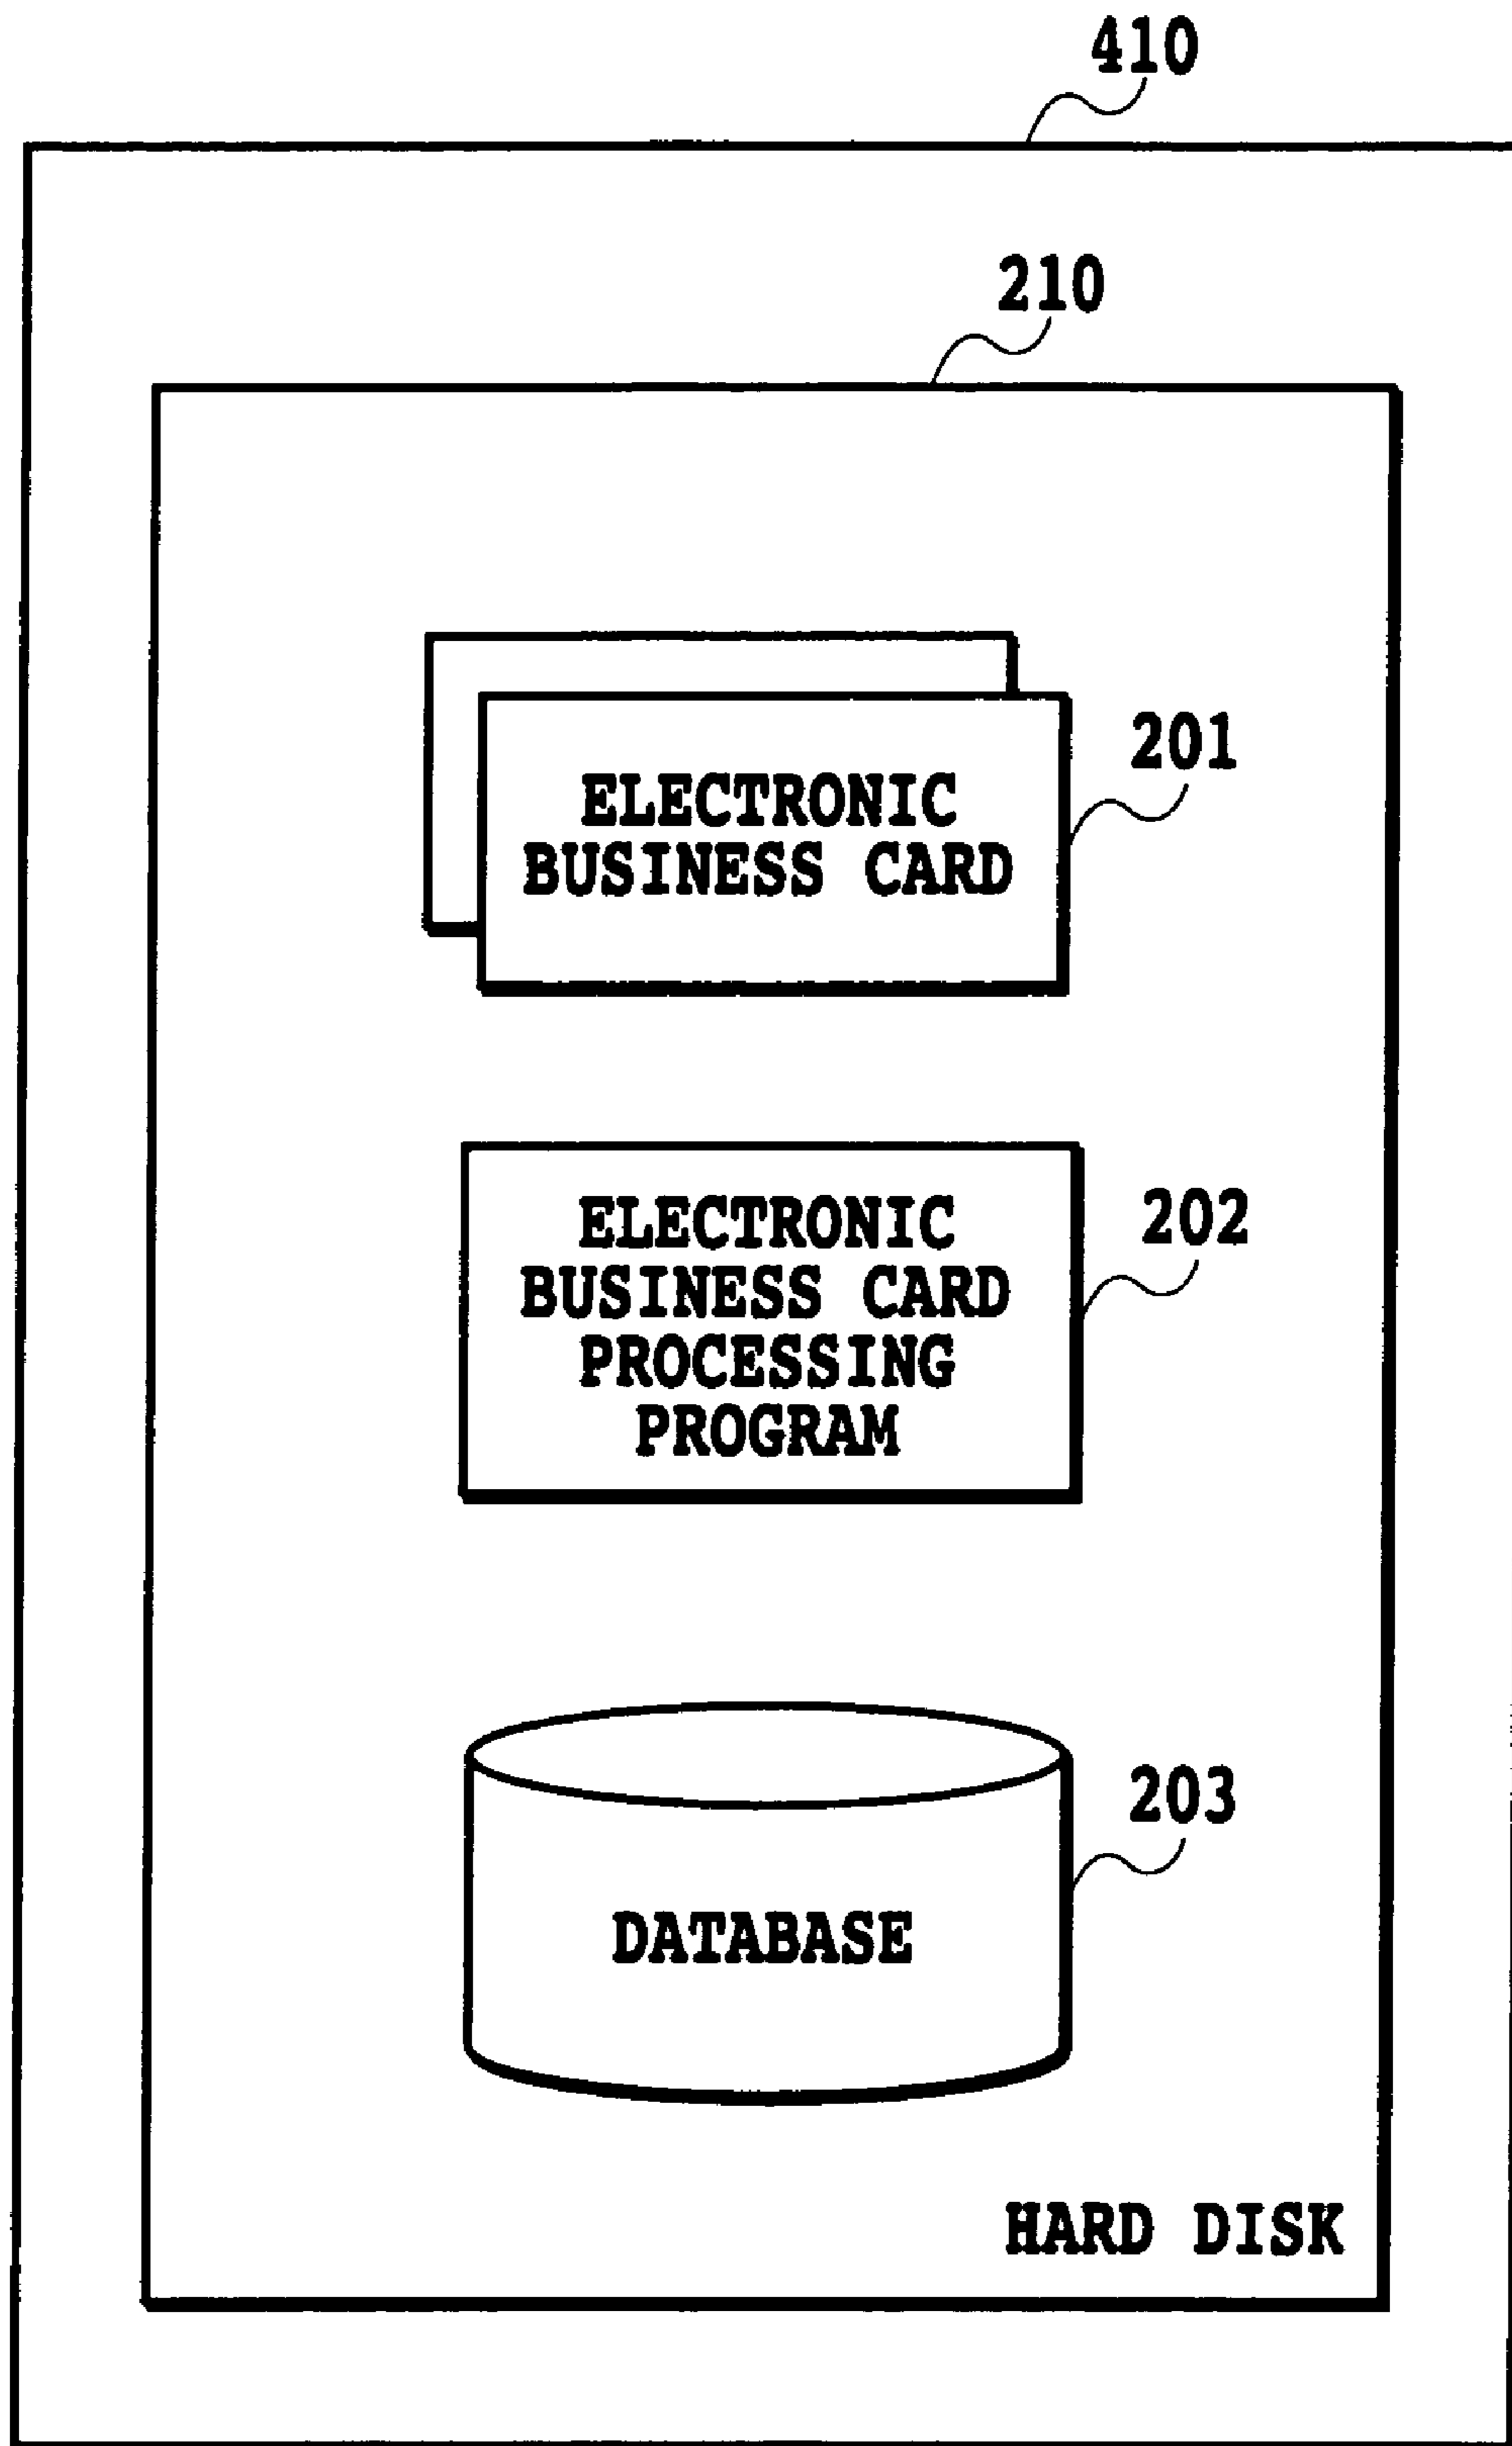 410
210
201
ELECTRONIC
BUSINESS CARD
202
ELECTRONIC
BUSINESS CARD
PROCESSING
PROGRAM
203
DATABASE
HARD DISK